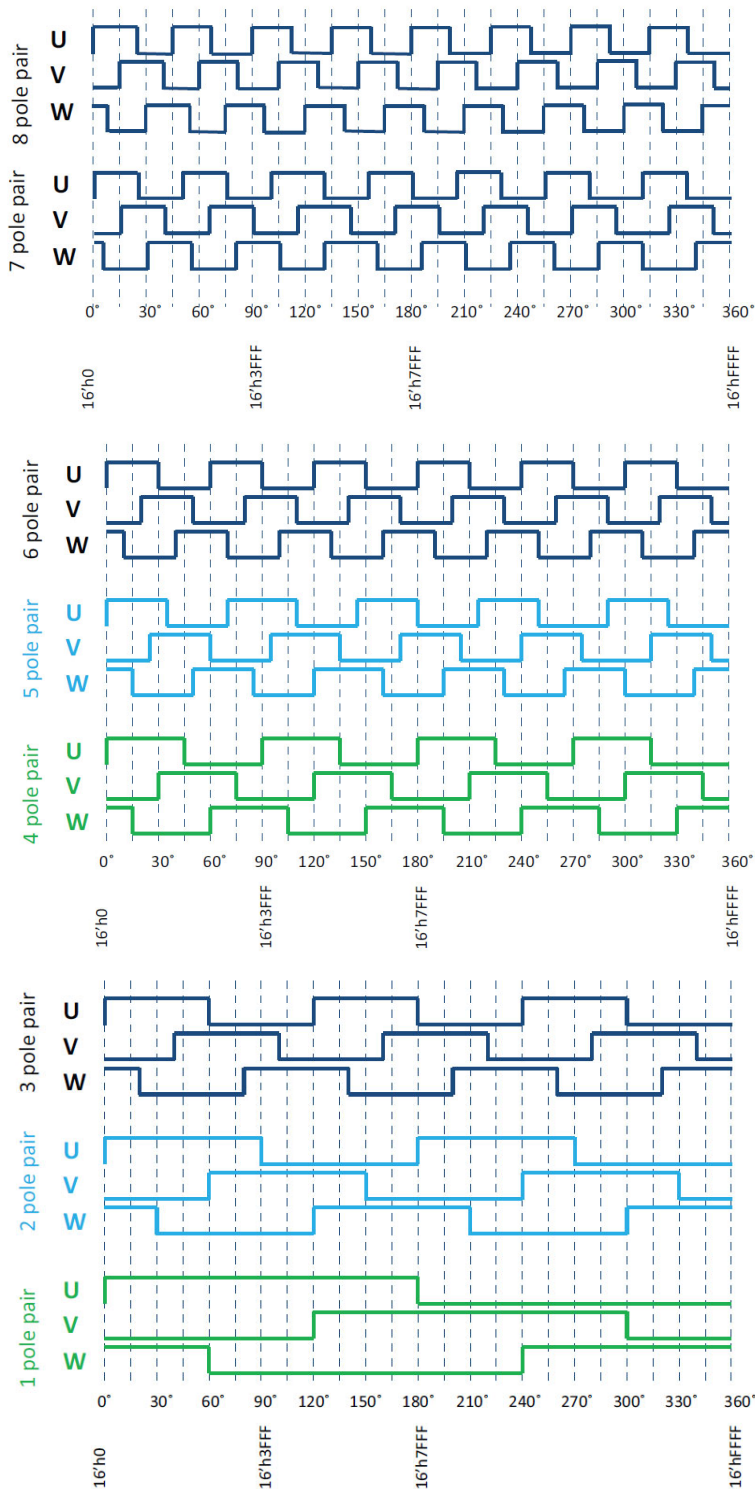 8 pole pair
U
V
W
7 pole pair
U
V
W
0° 30° 60° 90° 120° 150° 180° 210° 240° 270° 300° 330° 360°
16'h0 16'h3FFF 16'h7FFF 16'hFFFF
6 pole pair
U
V
W
5 pole pair
U
V
W
4 pole pair
U
V
W
0° 30° 60° 90° 120° 150° 180° 210° 240° 270° 300° 330° 360°
16'h0 16'h3FFF 16'h7FFF 16'hFFFF
3 pole pair
U
V
W
2 pole pair
U
V
W
1 pole pair
U
V
W
0° 30° 60° 90° 120° 150° 180° 210° 240° 270° 300° 330° 360°
16'h0 16'h3FFF 16'h7FFF 16'hFFFF